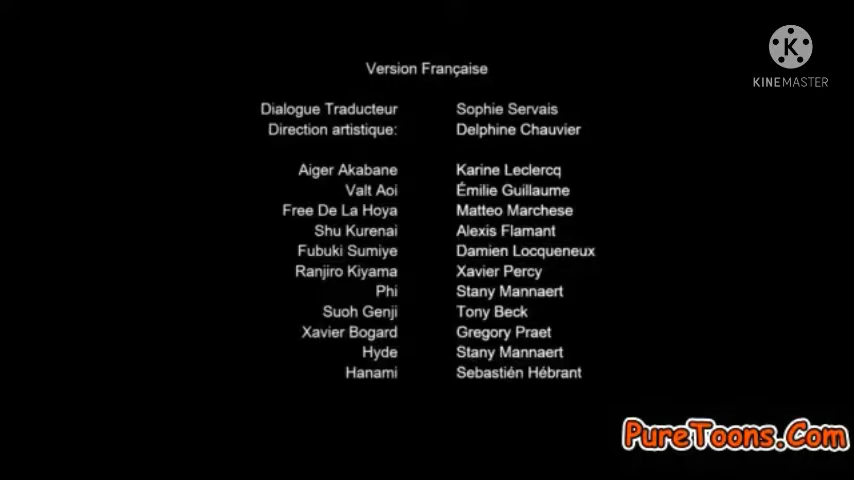 Version Française
Dialogue Traducteur Sophie Servais
Direction artistique: Delphine Chauvier
Aiger Akabane Karine Leclercq
Valt Aoi Émilie Guillaume
Free De La Hoya Matteo Marchese
Shu Kurenai Alexis Flamant
Fubuki Sumiye Damien Locqueneux
Ranjiro Kiyama Xavier Percy
Phi Stany Mannaert
Suoh Genji Tony Beck
Xavier Bogard Gregory Praet
Hyde Stany Mannaert
Hanami Sebastién Hébrant
K
KINEMASTER
PureToons.Com